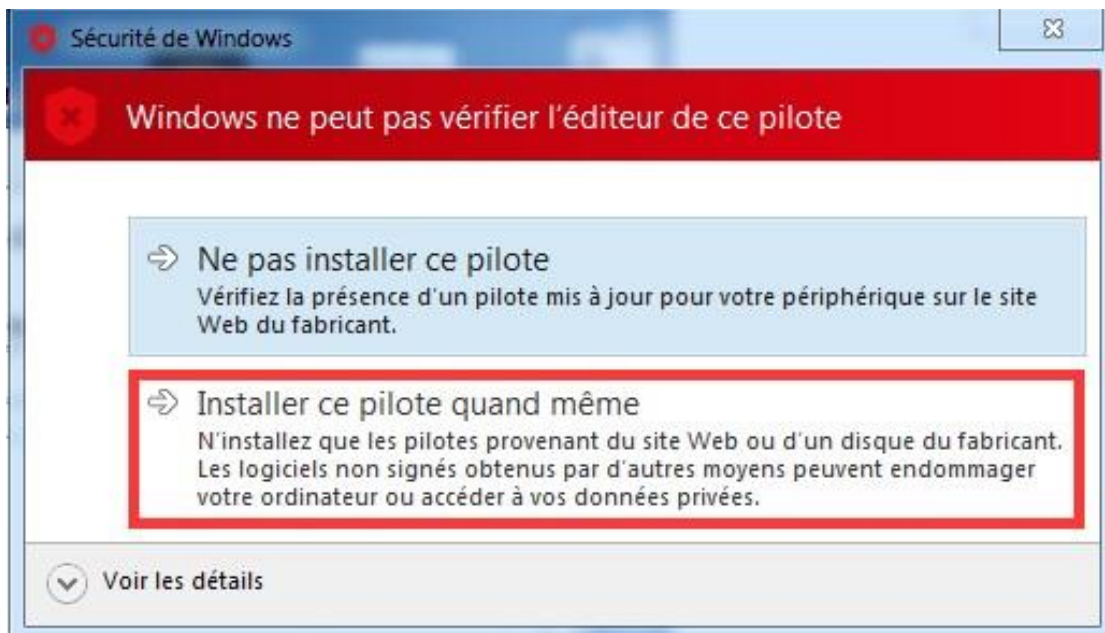 Sécurité de Windows
Windows ne peut pas vérifier l'éditeur de ce pilote
Ne pas installer ce pilote
Vérifiez la présence d'un pilote mis à jour pour votre périphérique sur le site
Web du fabricant.
Installer ce pilote quand même
N'installez que les pilotes provenant du site Web ou d'un disque du fabricant.
Les logiciels non signés obtenus par d'autres moyens peuvent endommager
votre ordinateur ou accéder à vos données privées.
Voir les détails